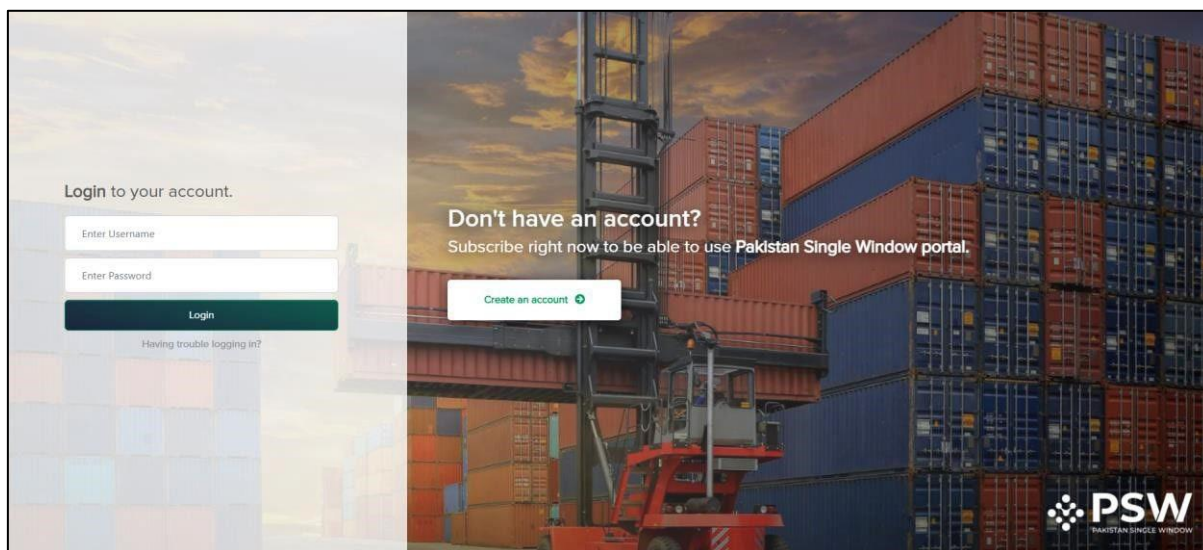 Login to your account.
Enter Username
Enter Password
Login
Having trouble logging in?
Don't have an account?
Subscribe right now to be able to use Pakistan Single Window portal.
Create an account
PSW
PAKISTAN SINGLE WINDOW